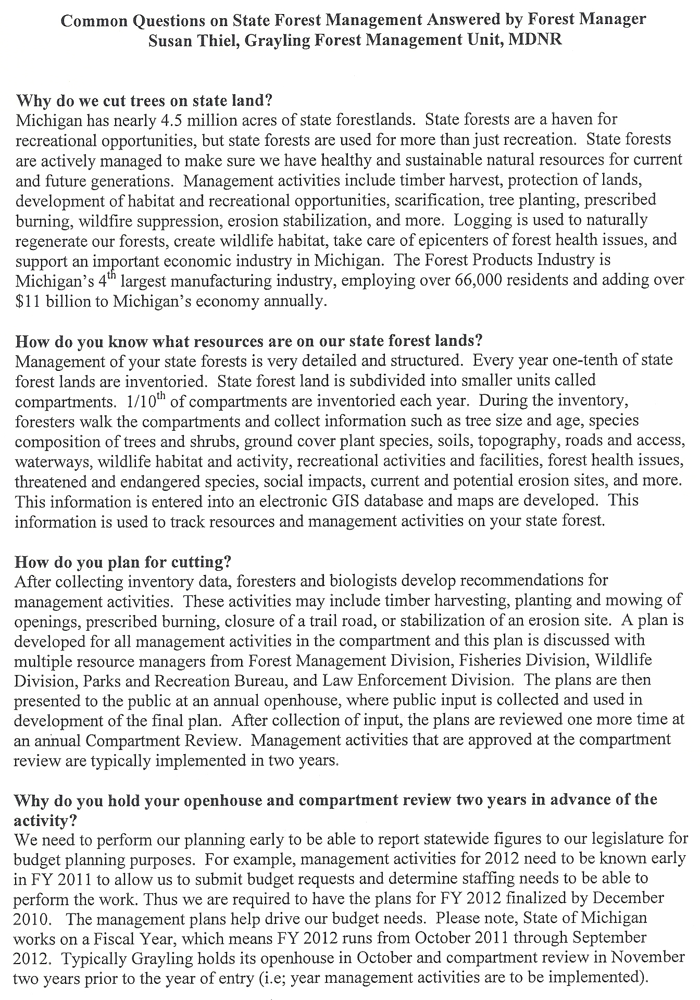 Common Questions on State Forest Management Answered by Forest Manager
Susan Thiel, Grayling Forest Management Unit, MDNR
Why do we cut trees on state land?
Michigan has nearly 4.5 million acres of state forestlands.  State forests are a haven for
recreational opportunities, but state forests are used for more than just recreation.  State forests
are actively managed to make sure we have healthy and sustainable natural resources for current
and future generations.  Management activities include timber harvest, protection of lands,
development of habitat and recreational opportunities, scarification, tree planting, prescribed
burning, wildfire suppression, erosion stabilization, and more.  Logging is used to naturally
regenerate our forests, create wildlife habitat, take care of epicenters of forest health issues, and
support an important economic industry in Michigan.  The Forest Products Industry is
Michigan's 4th largest manufacturing industry, employing over 66,000 residents and adding over
$11 billion to Michigan's economy annually.
How do you know what resources are on our state forest lands?
Management of your state forests is very detailed and structured.  Every year one-tenth of state
forest lands are inventoried.  State forest land is subdivided into smaller units called
compartments.  1/10th of compartments are inventoried each year.  During the inventory,
foresters walk the compartments and collect information such as tree size and age, species
composition of trees and shrubs, ground cover plant species, soils, topography, roads and access,
waterways, wildlife habitat and activity, recreational activities and facilities, forest health issues,
threatened and endangered species, social impacts, current and potential erosion sites, and more.
This information is entered into an electronic GIS database and maps are developed.  This
information is used to track resources and management activities on your state forest.
How do you plan for cutting?
After collecting inventory data, foresters and biologists develop recommendations for
management activities.  These activities may include timber harvesting, planting and mowing of
openings, prescribed burning, closure of a trail road, or stabilization of an erosion site.  A plan is
developed for all management activities in the compartment and this plan is discussed with
multiple resource managers from Forest Management Division, Fisheries Division, Wildlife
Division, Parks and Recreation Bureau, and Law Enforcement Division.  The plans are then
presented to the public at an annual openhouse, where public input is collected and used in
development of the final plan.  After collection of input, the plans are reviewed one more time at
an annual Compartment Review.  Management activities that are approved at the compartment
review are typically implemented in two years.
Why do you hold your openhouse and compartment review two years in advance of the
activity?
We need to perform our planning early to be able to report statewide figures to our legislature for
budget planning purposes.  For example, management activities for 2012 need to be known early
in FY 2011 to allow us to submit budget requests and determine staffing needs to be able to
perform the work. Thus we are required to have the plans for FY 2012 finalized by December
2010.   The management plans help drive our budget needs.  Please note, State of Michigan
works on a Fiscal Year, which means FY 2012 runs from October 2011 through September
2012.  Typically Grayling holds its openhouse in October and compartment review in November
two years prior to the year of entry (i.e; year management activities are to be implemented).